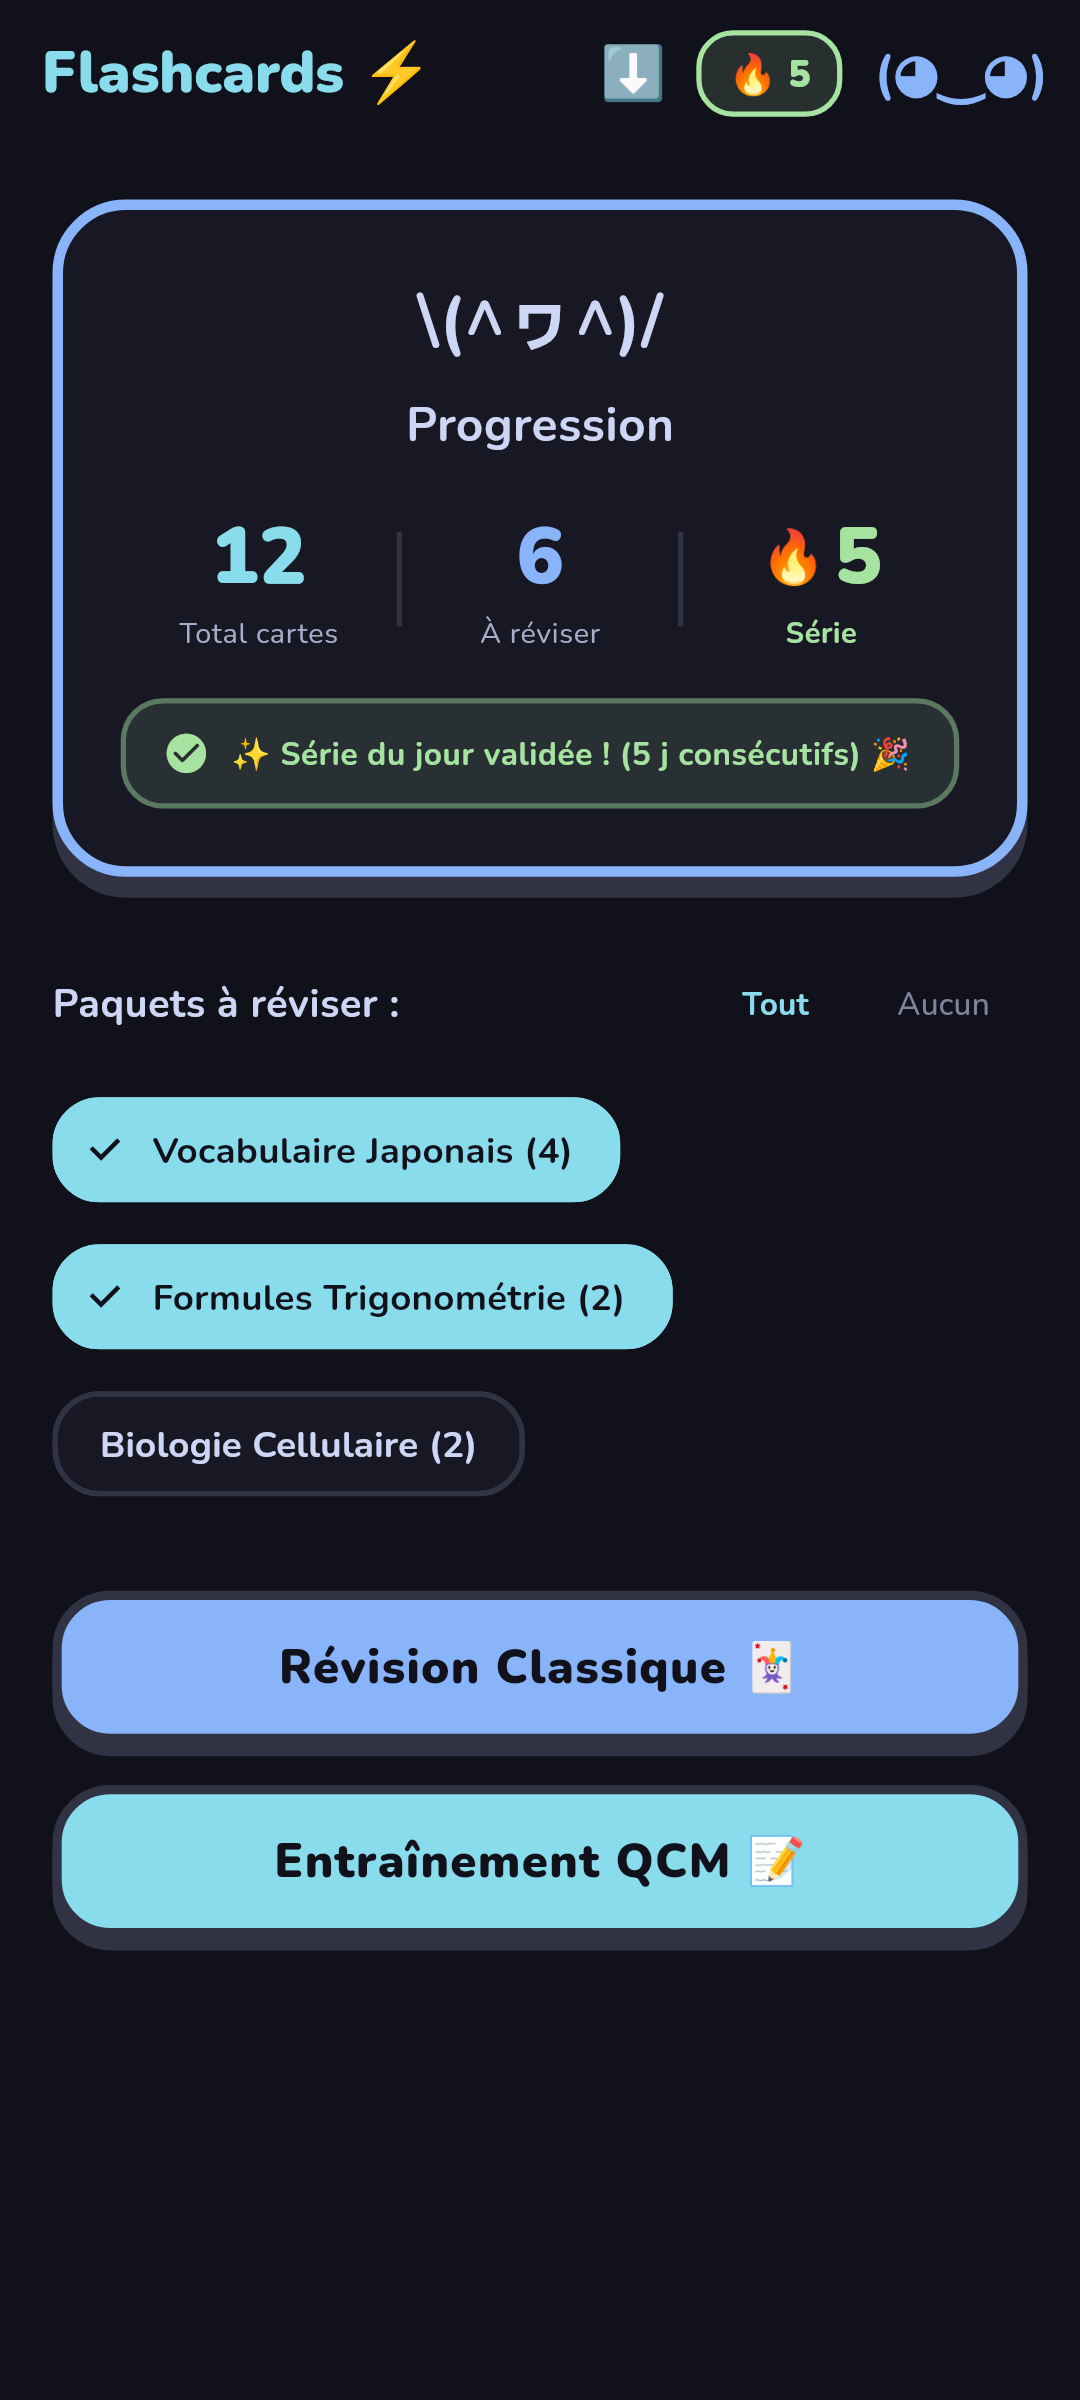 Flashcards ⚡ ⬇️ 🔥 5 (◕‿◕)
\(^ヮ^)/
Progression
12 6 🔥 5
Total cartes À réviser Série
✨ Série du jour validée ! (5 j consécutifs) 🎉
Paquets à réviser : Tout Aucun
Vocabulaire Japonais (4)
Formules Trigonométrie (2)
Biologie Cellulaire (2)
Révision Classique 🃏
Entraînement QCM 📝